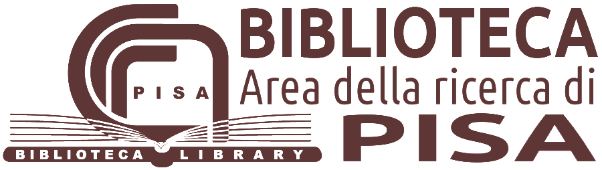 PISA
BIBLIOTECA LIBRARY
BIBLIOTECA
Area della ricerca di
PISA